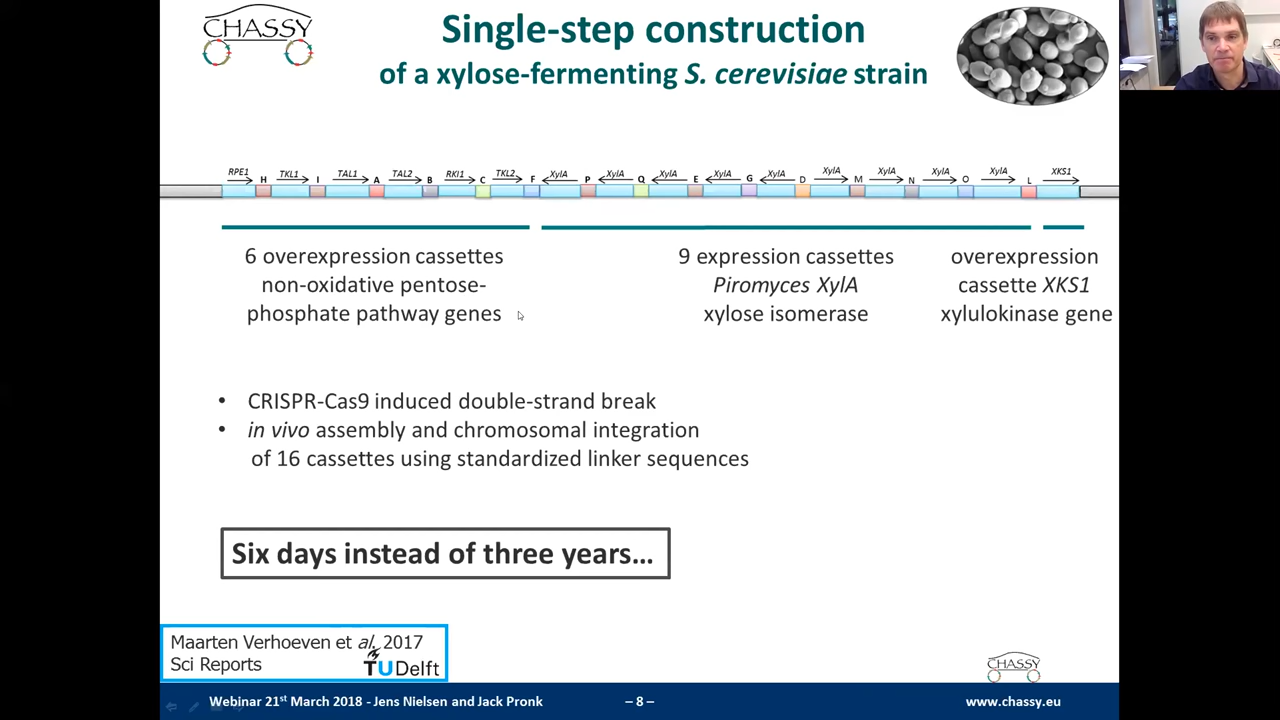 CHASSY
Single-step construction
of a xylose-fermenting S. cerevisiae strain
RPE1 H TKL1 I TAL1 A TAL2 B RKI1 C TKL2 F XylA P XylA Q XylA E XylA G XylA D XylA M XylA N XylA O XylA L XKS1
6 overexpression cassettes
non-oxidative pentose-
phosphate pathway genes
9 expression cassettes
Piromyces XylA
xylose isomerase
overexpression
cassette XKS1
xylulokinase gene
• CRISPR-Cas9 induced double-strand break
• in vivo assembly and chromosomal integration
of 16 cassettes using standardized linker sequences
Six days instead of three years…
Maarten Verhoeven et al. 2017
Sci Reports
TU Delft
CHASSY
Webinar 21st March 2018 - Jens Nielsen and Jack Pronk
– 8 –
www.chassy.eu